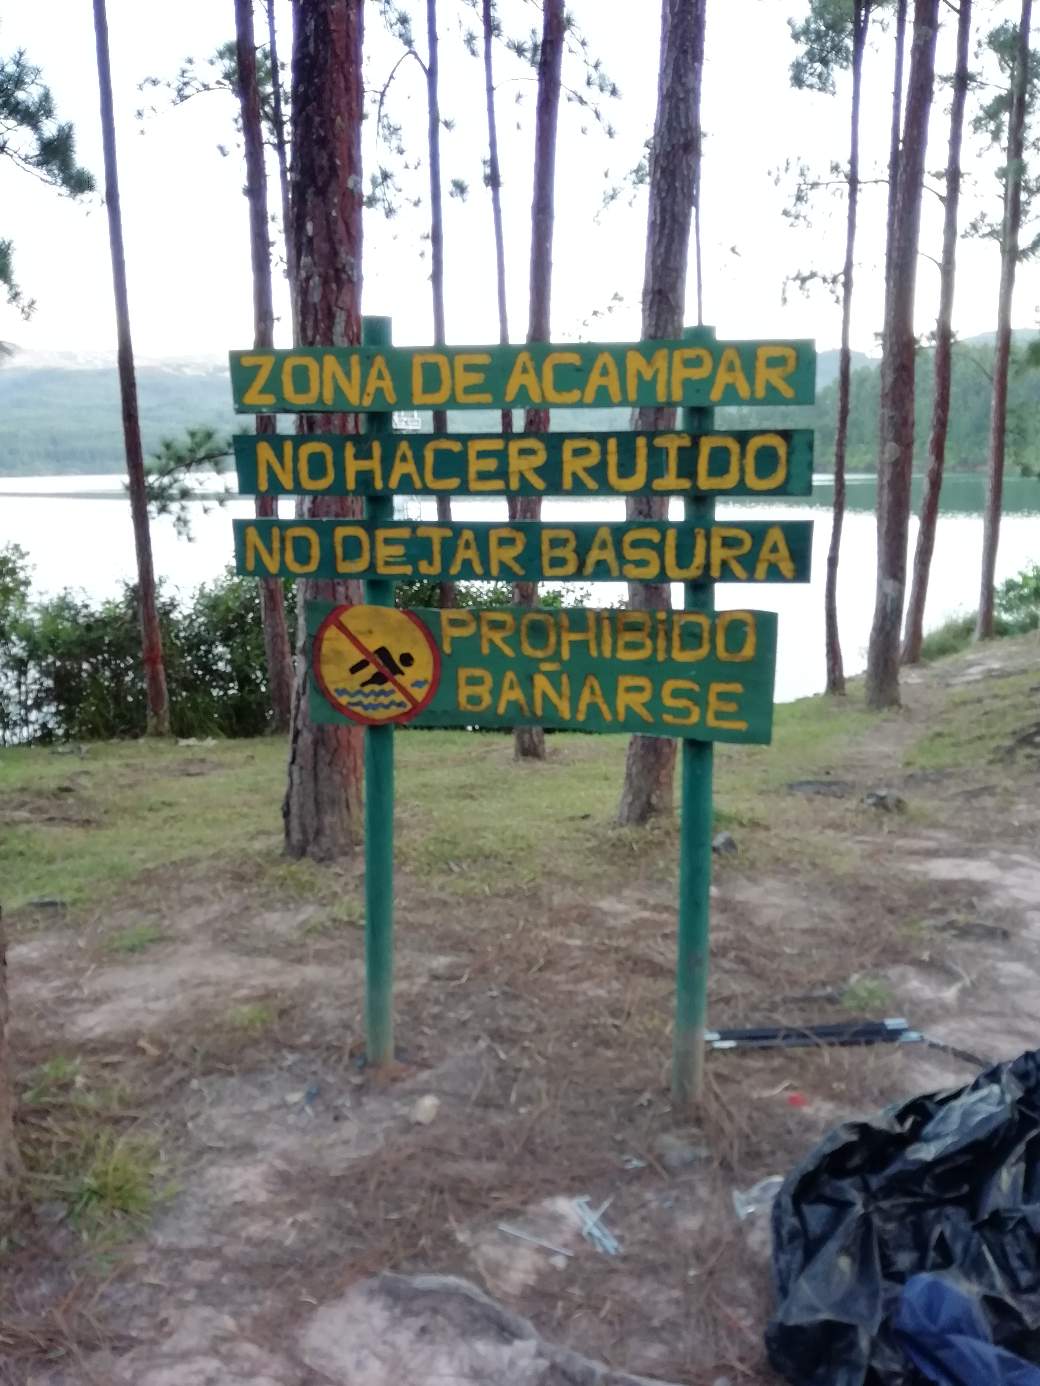 ZONA DE ACAMPAR
NO HACER RUIDO
NO DEJAR BASURA
PROHIBIDO
BAÑARSE